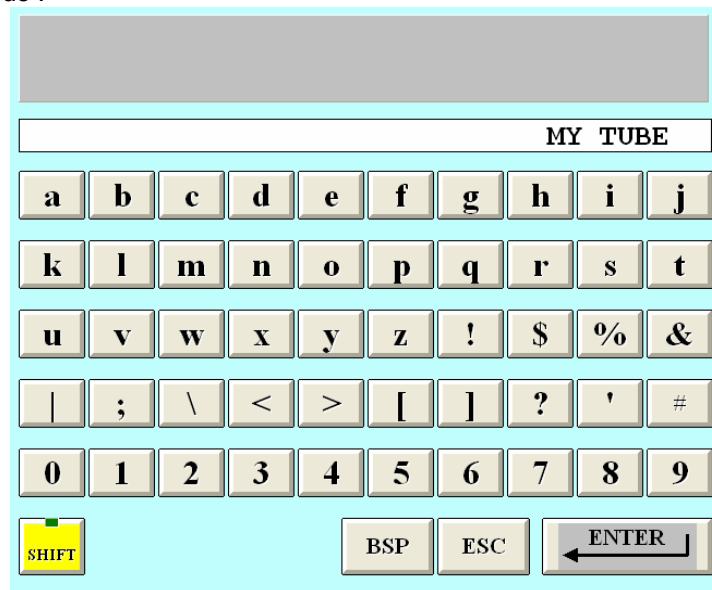 MY TUBE
a b c d e f g h i j
k l m n o p q r s t
u v w x y z ! $ % &
| ; \ < > [ ] ? ' #
0 1 2 3 4 5 6 7 8 9
SHIFT BSP ESC ENTER